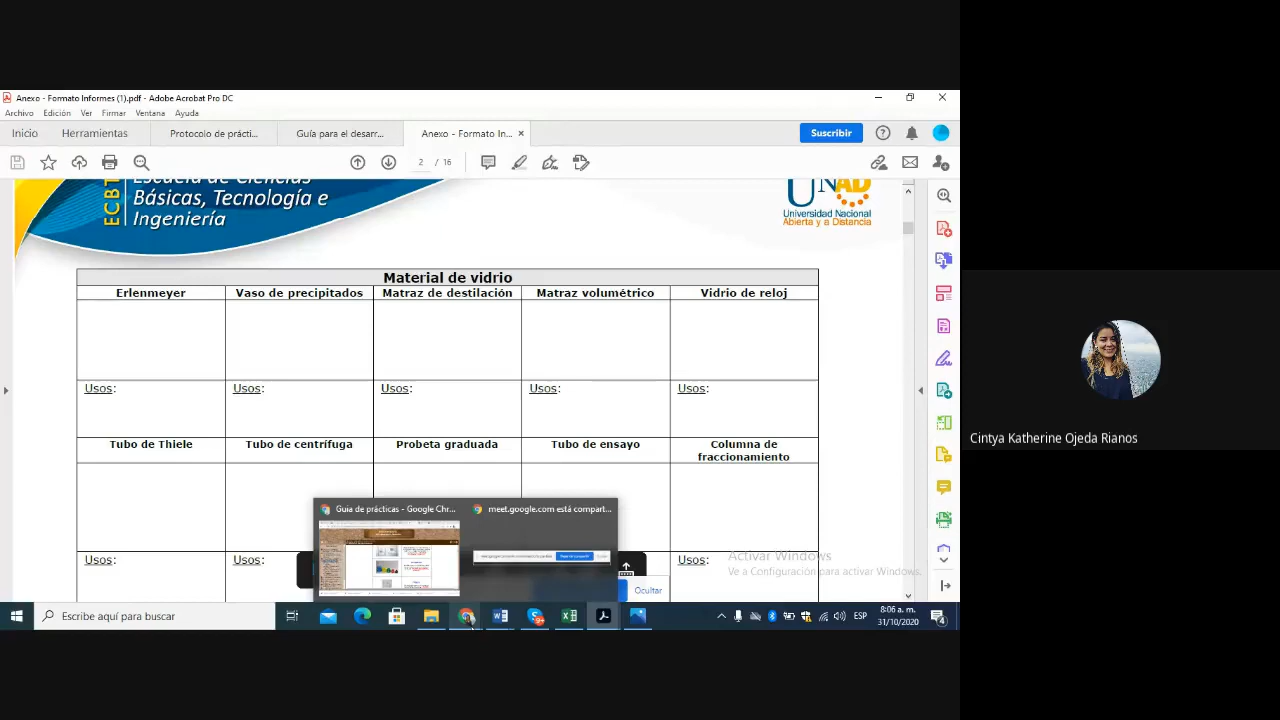 Anexo - Formato Informes (1).pdf - Adobe Acrobat Pro DC
Archivo Edición Ver Firmar Ventana Ayuda
Inicio Herramientas Protocolo de prácti... Guía para el desarr... Anexo - Formato In... × Suscribir
2 / 16
Escuela de Ciencias
Básicas, Tecnología e
Ingeniería
ECBT
UNAD
Universidad Nacional
Abierta y a Distancia
Material de vidrio
Erlenmeyer Vaso de precipitados Matraz de destilación Matraz volumétrico Vidrio de reloj
Usos: Usos: Usos: Usos: Usos:
Tubo de Thiele Tubo de centrífuga Probeta graduada Tubo de ensayo Columna de
fraccionamiento
Usos: Usos: Usos:
Guia de prácticas - Google Chr... meet.google.com está compart...
Activar Windows
Ve a Configuración para activar Windows.
Ocultar
Escribe aquí para buscar
ESP
8:06 a. m.
31/10/2020
4
Cintya Katherine Ojeda Rianos